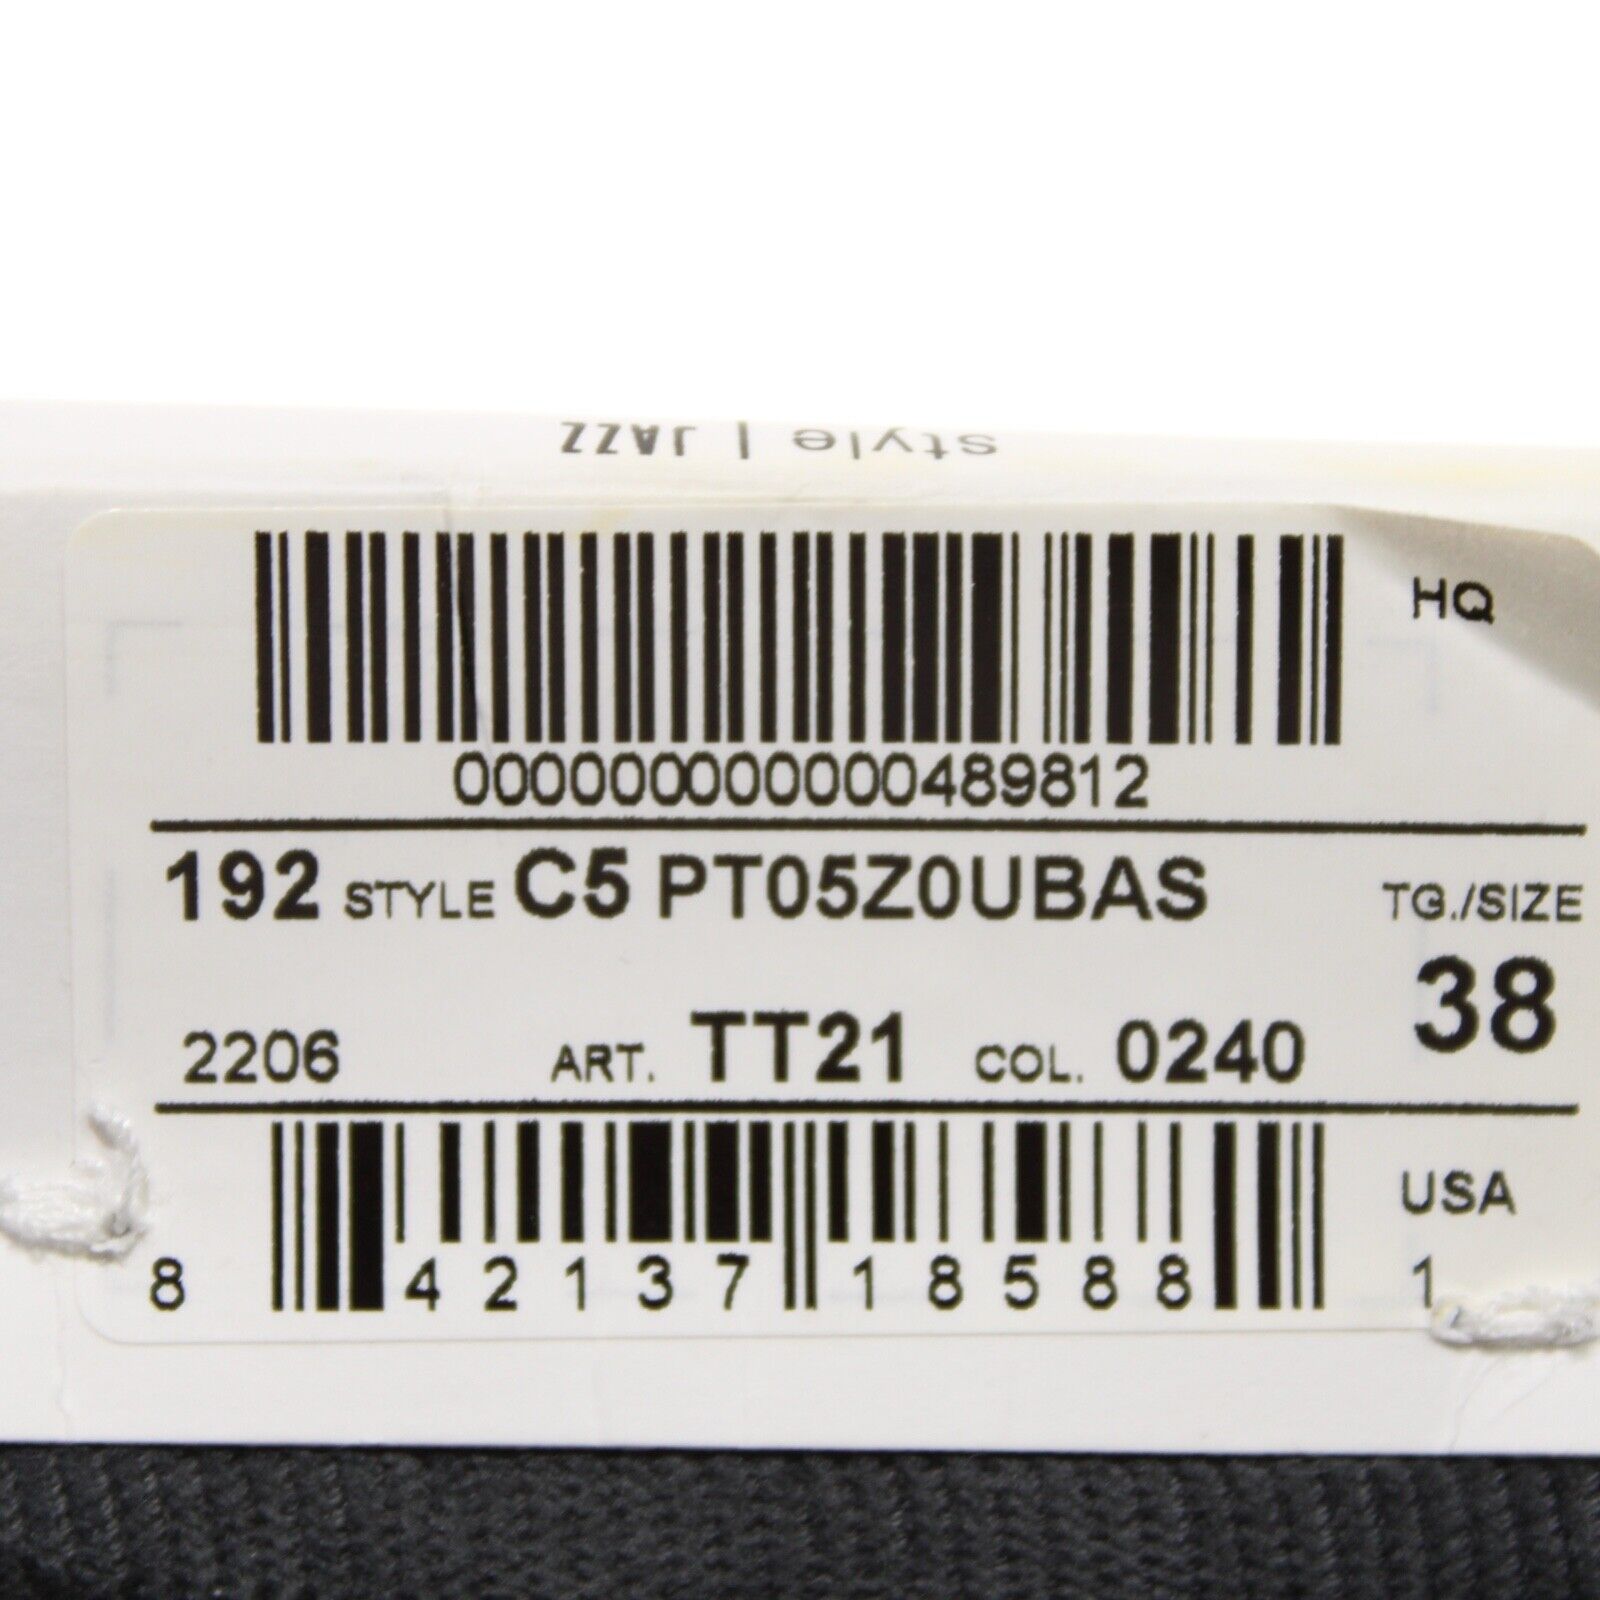 style | JAZZ
HQ
000000000000489812
192 STYLE C5 PT05Z0UBAS TG./SIZE
38
2206 ART. TT21 COL. 0240
USA
8 42137 18588 1